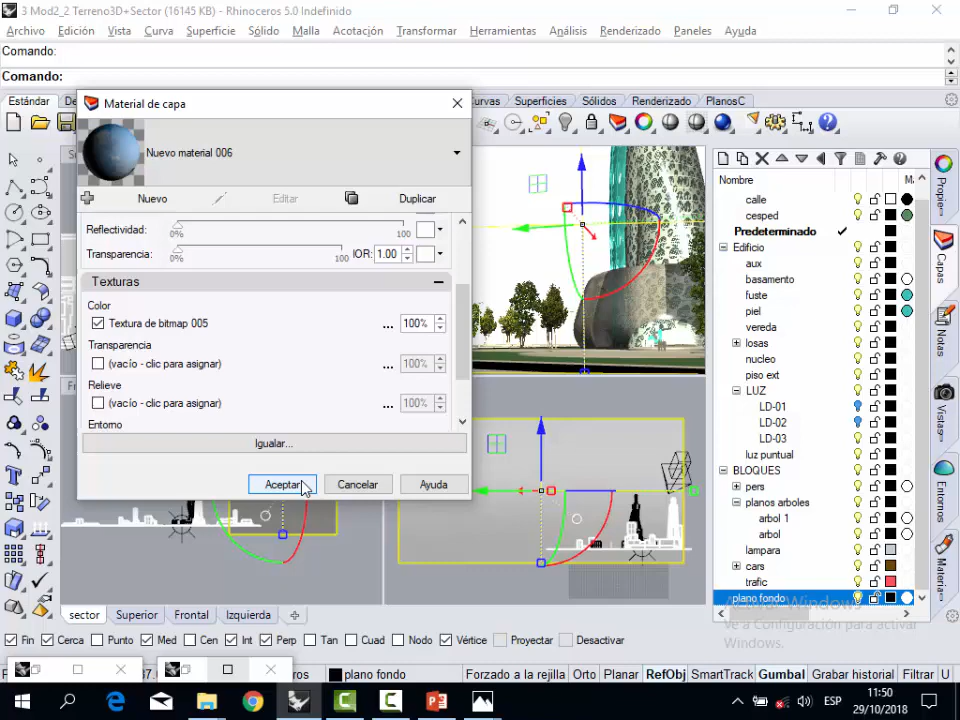 3 Mod2_2 Terreno3D+Sector (16145 KB) - Rhinoceros 5.0 Indefinido
Archivo Edición Vista Curva Superficie Sólido Malla Acotación Transformar Herramientas Análisis Renderizado Paneles Ayuda
Comando:
Comando:
Estándar
Curvas Superficies Sólidos Renderizado PlanosC
Material de capa
Nuevo material 006
Nuevo Editar Duplicar
Reflectividad: 0% 100
Transparencia: 0% 100 IOR: 1.00
Texturas
Color
Textura de bitmap 005 ... 100%
Transparencia
(vacío - clic para asignar) ... 100%
Relieve
(vacío - clic para asignar) ... 100%
Entorno
Igualar...
Aceptar Cancelar Ayuda
Nombre
calle
cesped
Predeterminado
Edificio
aux
basamento
fuste
piel
vereda
losas
nucleo
piso ext
LUZ
LD-01
LD-02
LD-03
luz puntual
BLOQUES
pers
planos arboles
arbol 1
arbol
lampara
cars
trafic
plano fondo
Capas
Notas
Entornos
Ve a Configuración para activar
Windows.
sector Superior Frontal Izquierda
Fin Cerca Punto Med Cen Int Perp Tan Cuad Nodo Vértice Proyectar Desactivar
plano fondo Forzado a la rejilla Orto Planar RefObj SmartTrack Gumbal Grabar historial Filtrar
ESP
11:50
29/10/2018